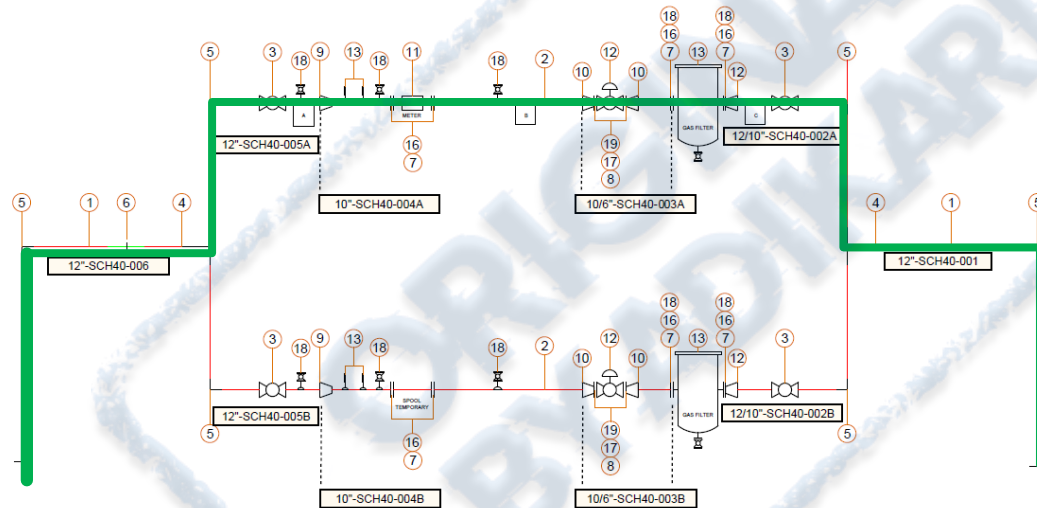 18 18
5 3 9 13 11 12 18 13 5
18 18 18 2 10 10 16 16 12 3
7 7
A METER B GAS FILTER C
12"-SCH40-005A 12/10"-SCH40-002A
16 19
7 17
8
10"-SCH40-004A 10/6"-SCH40-003A
5 1 6 4 4 1 5
12"-SCH40-006 12"-SCH40-001
18 18
3 9 13 12 16 13 16 3
18 18 18 2 10 10 7 7 12
SPOOL
TEMPORARY
GAS FILTER
12"-SCH40-005B 12/10"-SCH40-002B
5 5
16 19
7 17
8
10"-SCH40-004B 10/6"-SCH40-003B
ORIGINAL
BY ADIKARI